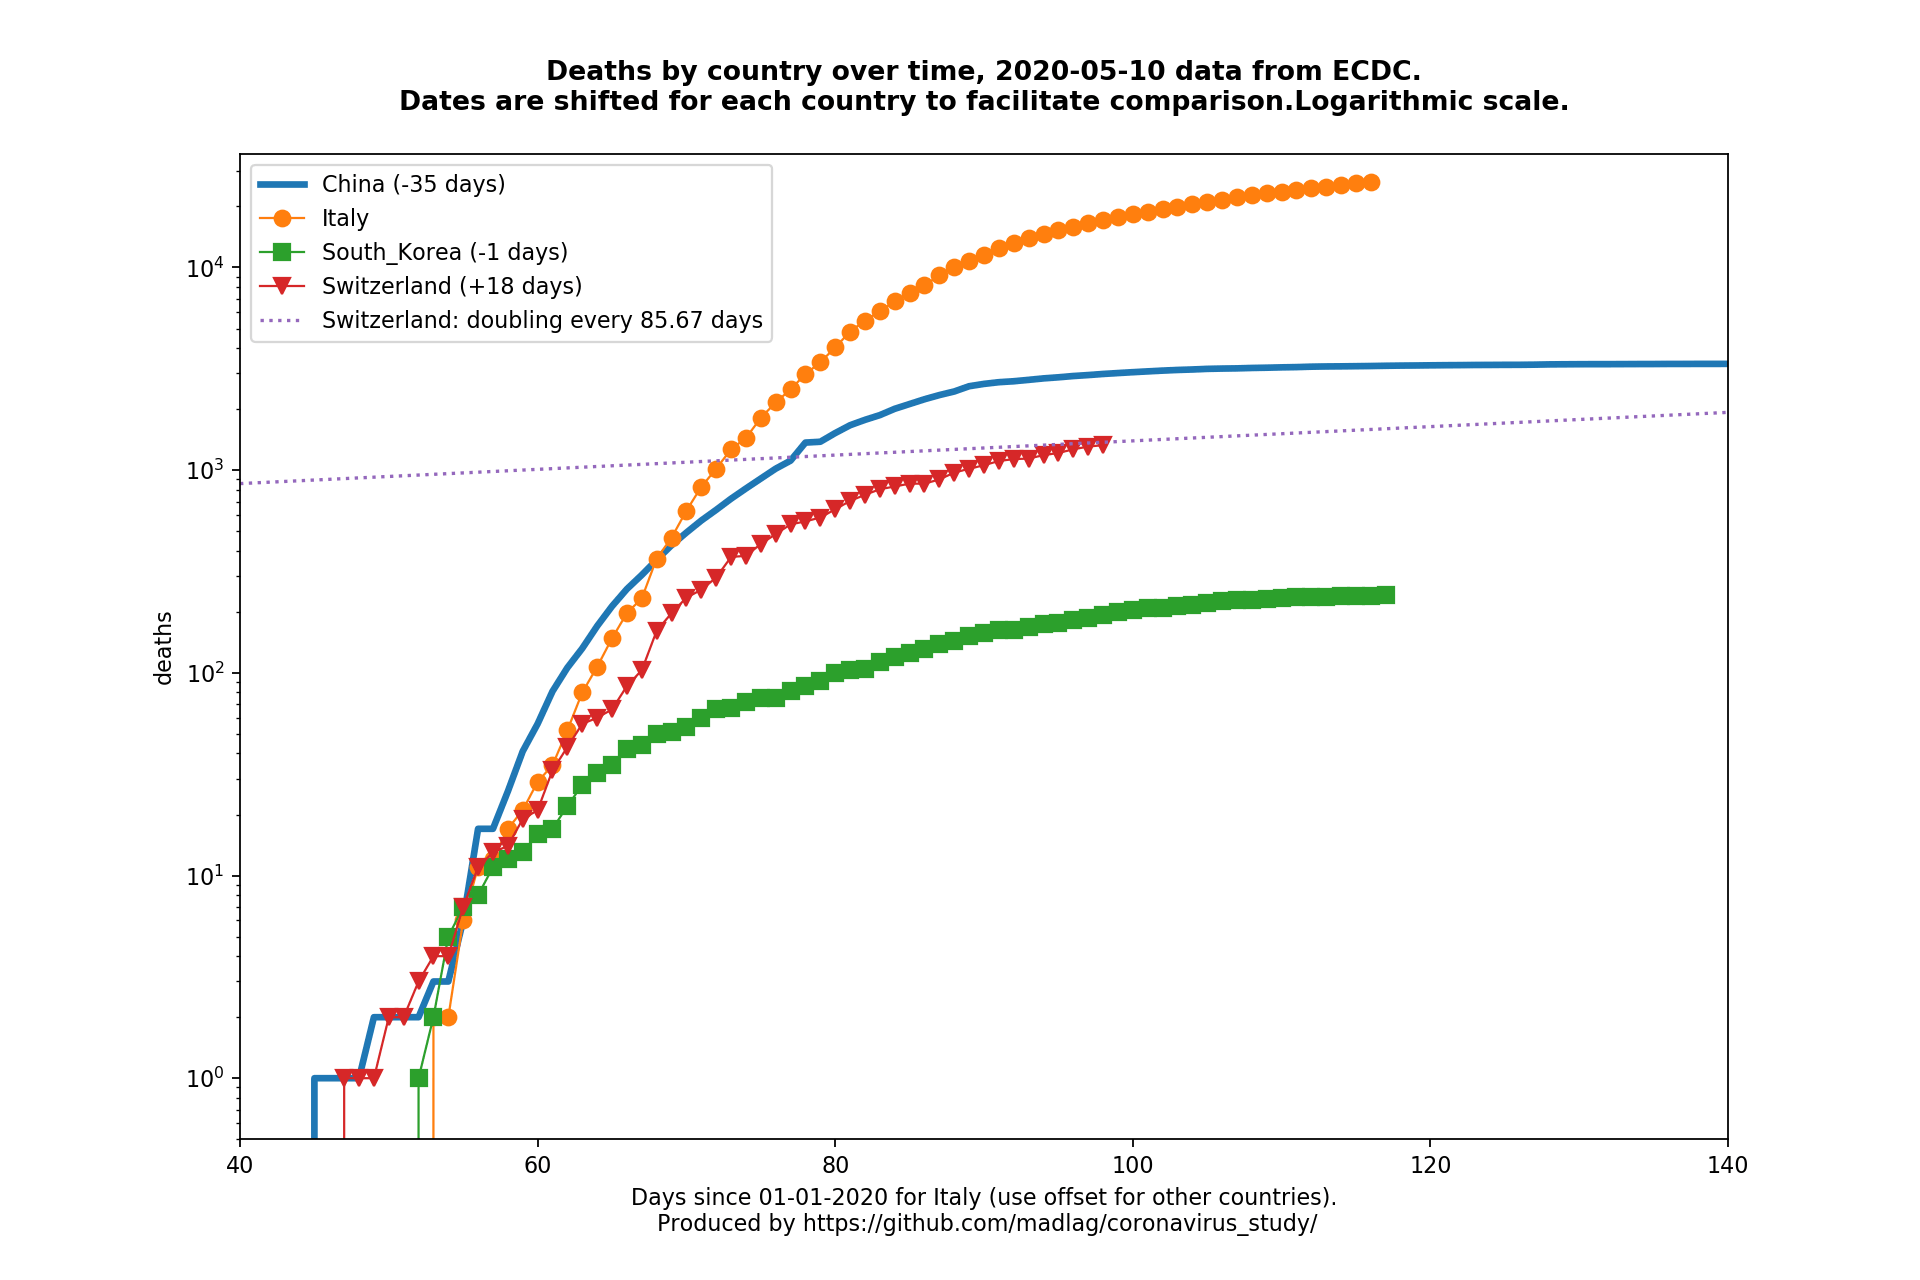 Deaths by country over time, 2020-05-10 data from ECDC.
Dates are shifted for each country to facilitate comparison.Logarithmic scale.
China (-35 days)
Italy
South_Korea (-1 days)
Switzerland (+18 days)
Switzerland: doubling every 85.67 days
10⁴
10³
10²
10¹
10⁰
deaths
40 60 80 100 120 140
Days since 01-01-2020 for Italy (use offset for other countries).
Produced by https://github.com/madlag/coronavirus_study/